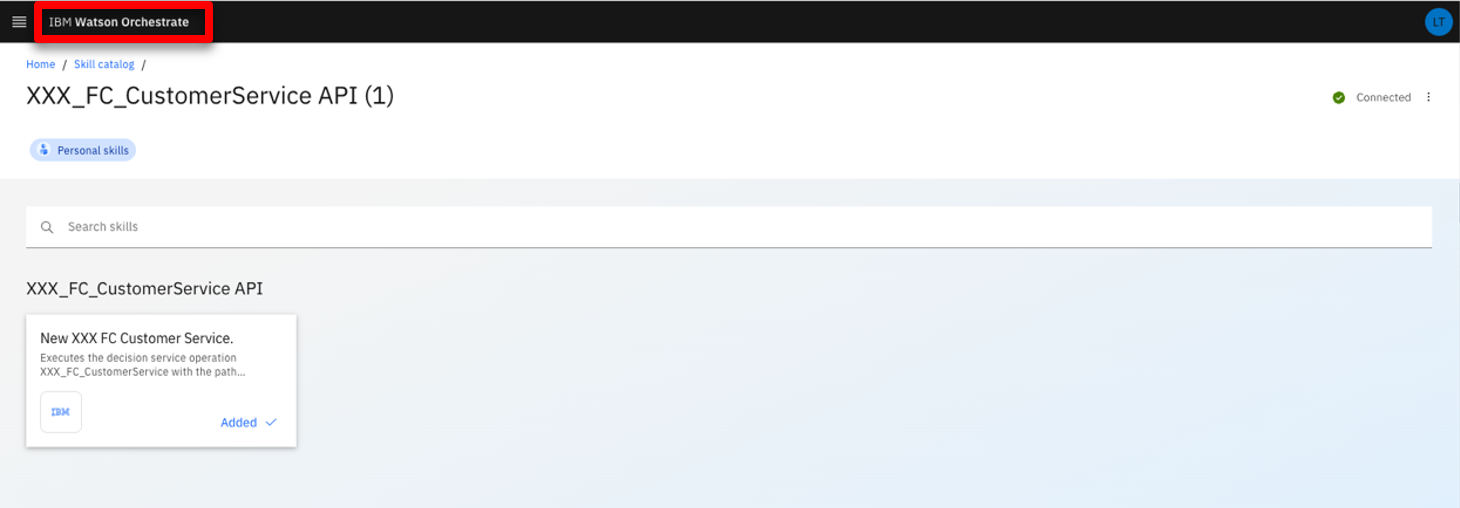 IBM Watson Orchestrate
LT
Home / Skill catalog /
XXX_FC_CustomerService API (1)
Connected
Personal skills
Search skills
XXX_FC_CustomerService API
New XXX FC Customer Service.
Executes the decision service operation
XXX_FC_CustomerService with the path...
IBM
Added